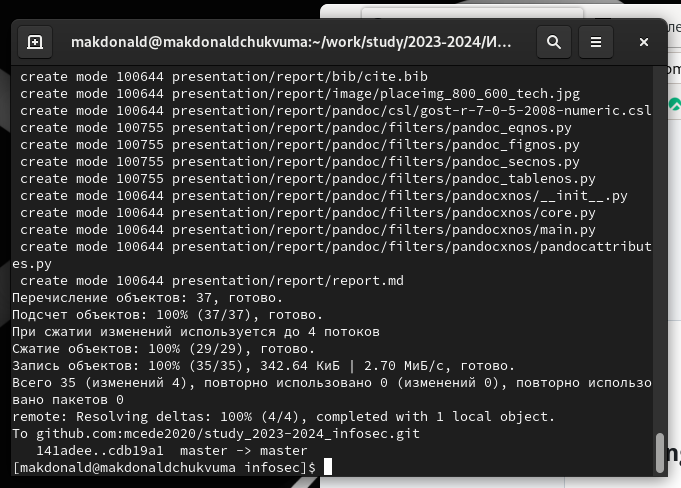 makdonald@makdonaldchukvuma:~/work/study/2023-2024/И...
create mode 100644 presentation/report/bib/cite.bib
create mode 100644 presentation/report/image/placeimg_800_600_tech.jpg
create mode 100644 presentation/report/pandoc/csl/gost-r-7-0-5-2008-numeric.csl
create mode 100755 presentation/report/pandoc/filters/pandoc_eqnos.py
create mode 100755 presentation/report/pandoc/filters/pandoc_fignos.py
create mode 100755 presentation/report/pandoc/filters/pandoc_secnos.py
create mode 100755 presentation/report/pandoc/filters/pandoc_tablenos.py
create mode 100644 presentation/report/pandoc/filters/pandocxnos/__init__.py
create mode 100644 presentation/report/pandoc/filters/pandocxnos/core.py
create mode 100644 presentation/report/pandoc/filters/pandocxnos/main.py
create mode 100644 presentation/report/pandoc/filters/pandocxnos/pandocattribut
es.py
create mode 100644 presentation/report/report.md
Перечисление объектов: 37, готово.
Подсчет объектов: 100% (37/37), готово.
При сжатии изменений используется до 4 потоков
Сжатие объектов: 100% (29/29), готово.
Запись объектов: 100% (35/35), 342.64 КиБ | 2.70 МиБ/с, готово.
Всего 35 (изменений 4), повторно использовано 0 (изменений 0), повторно использо
вано пакетов 0
remote: Resolving deltas: 100% (4/4), completed with 1 local object.
To github.com:mcede2020/study_2023-2024_infosec.git
141adee..cdb19a1 master -> master
[makdonald@makdonaldchukvuma infosec]$